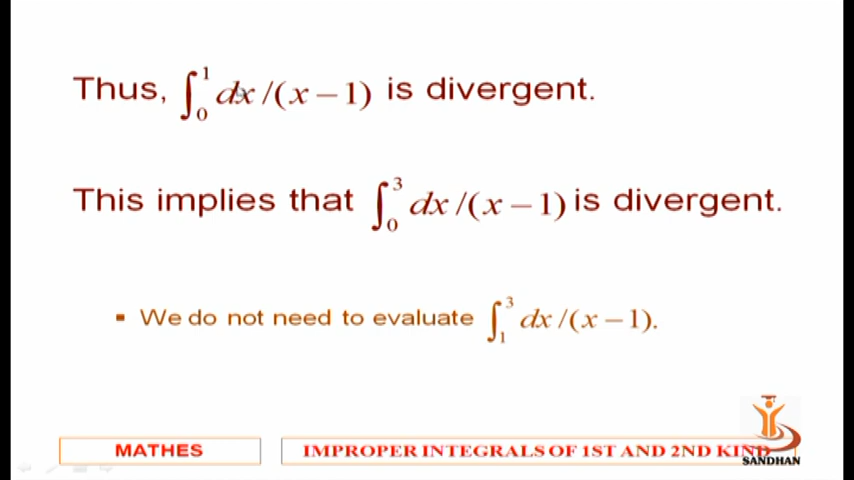 Thus, ∫₀¹ dx/(x − 1) is divergent.
This implies that ∫₀³ dx/(x − 1) is divergent.
▪ We do not need to evaluate ∫₁³ dx/(x − 1).
MATHES
IMPROPER INTEGRALS OF 1ST AND 2ND KIND
SANDHAN